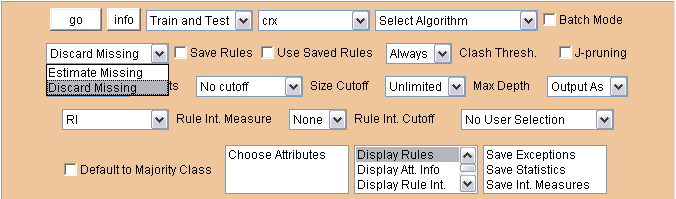 go info Train and Test crx Select Algorithm Batch Mode
Discard Missing Save Rules Use Saved Rules Always Clash Thresh. J-pruning
Estimate Missing
Discard Missing ts No cutoff Size Cutoff Unlimited Max Depth Output As
RI Rule Int. Measure None Rule Int. Cutoff No User Selection
Choose Attributes Display Rules Save Exceptions
Default to Majority Class Display Att. Info Save Statistics
Display Rule Int. Save Int. Measures